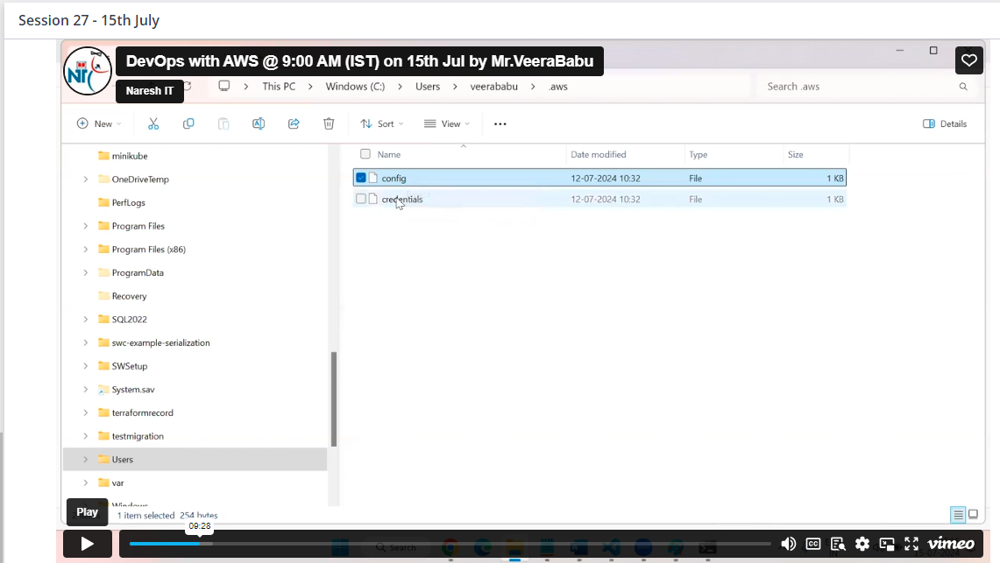 Session 27 - 15th July
DevOps with AWS @ 9:00 AM (IST) on 15th Jul by Mr.VeeraBabu
NIT
Naresh IT
This PC > Windows (C:) > Users > veerababu > .aws
Search .aws
New
Sort
View
Details
Name Date modified Type Size
config 12-07-2024 10:32 File 1 KB
credentials 12-07-2024 10:32 File 1 KB
minikube
OneDriveTemp
PerfLogs
Program Files
Program Files (x86)
ProgramData
Recovery
SQL2022
swc-example-serialization
SWSetup
System.sav
terraformrecord
testmigration
Users
var
Windows
Play
1 item selected 254 bytes
09:28
Search
CC
vimeo